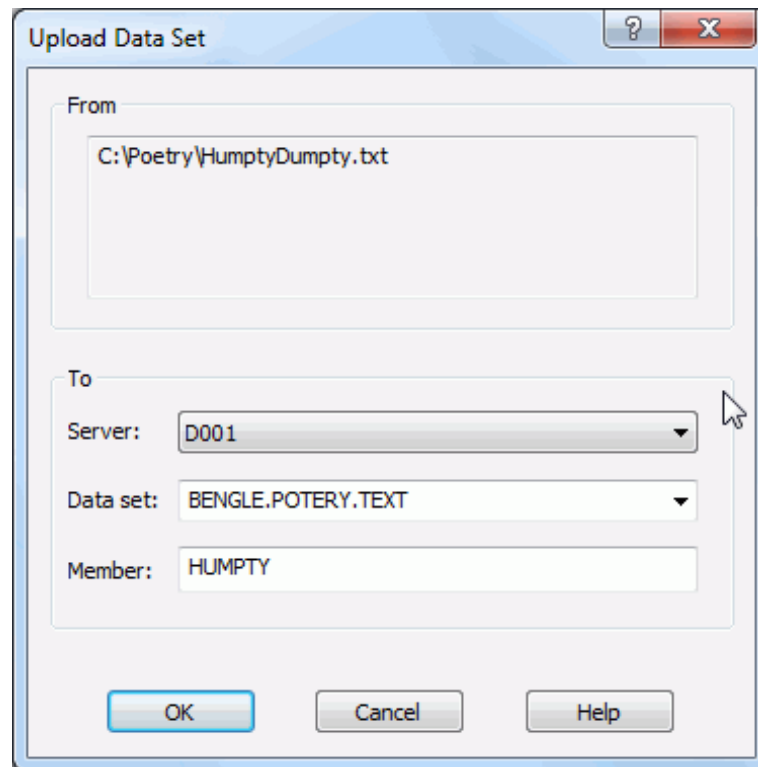 Upload Data Set
From
C:\Poetry\HumptyDumpty.txt
To
Server: D001
Data set: BENGLE.POTERY.TEXT
Member: HUMPTY
OK Cancel Help